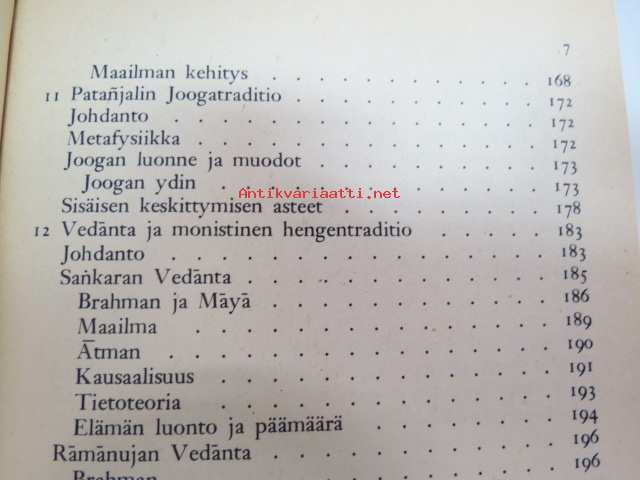 7
Maailman kehitys . . . . . . . . . . . . 168
11 Patañjalin Joogatraditio . . . . . . . . . . 172
Johdanto . . . . . . . . . . . . . . . 172
Metafysiikka . . . . . . . . . . . . . . 172
Joogan luonne ja muodot . . . . . . . . . 173
Joogan ydin . . . . . . . . . . . . . 173
Antikvariaatti.net
Sisäisen keskittymisen asteet . . . . . . . . 178
12 Vedānta ja monistinen hengentraditio . . . . . 183
Johdanto . . . . . . . . . . . . . . . 183
Saṅkaran Vedānta . . . . . . . . . . . . 185
Brahman ja Māyā . . . . . . . . . . . 186
Maailma . . . . . . . . . . . . . . 189
Ātman . . . . . . . . . . . . . . . 190
Kausaalisuus . . . . . . . . . . . . . 191
Tietoteoria . . . . . . . . . . . . . 193
Elämän luonto ja päämäärä . . . . . . . . 194
Rāmānujan Vedānta . . . . . . . . . . . 196
Brahman . . . . . . . . . . . . . . 196